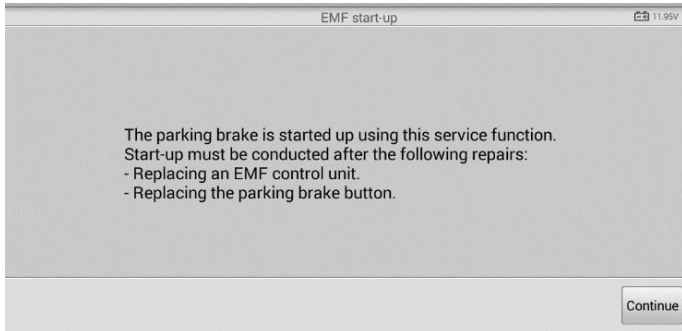 EMF start-up
11.95V
The parking brake is started up using this service function.
Start-up must be conducted after the following repairs:
- Replacing an EMF control unit.
- Replacing the parking brake button.
Continue